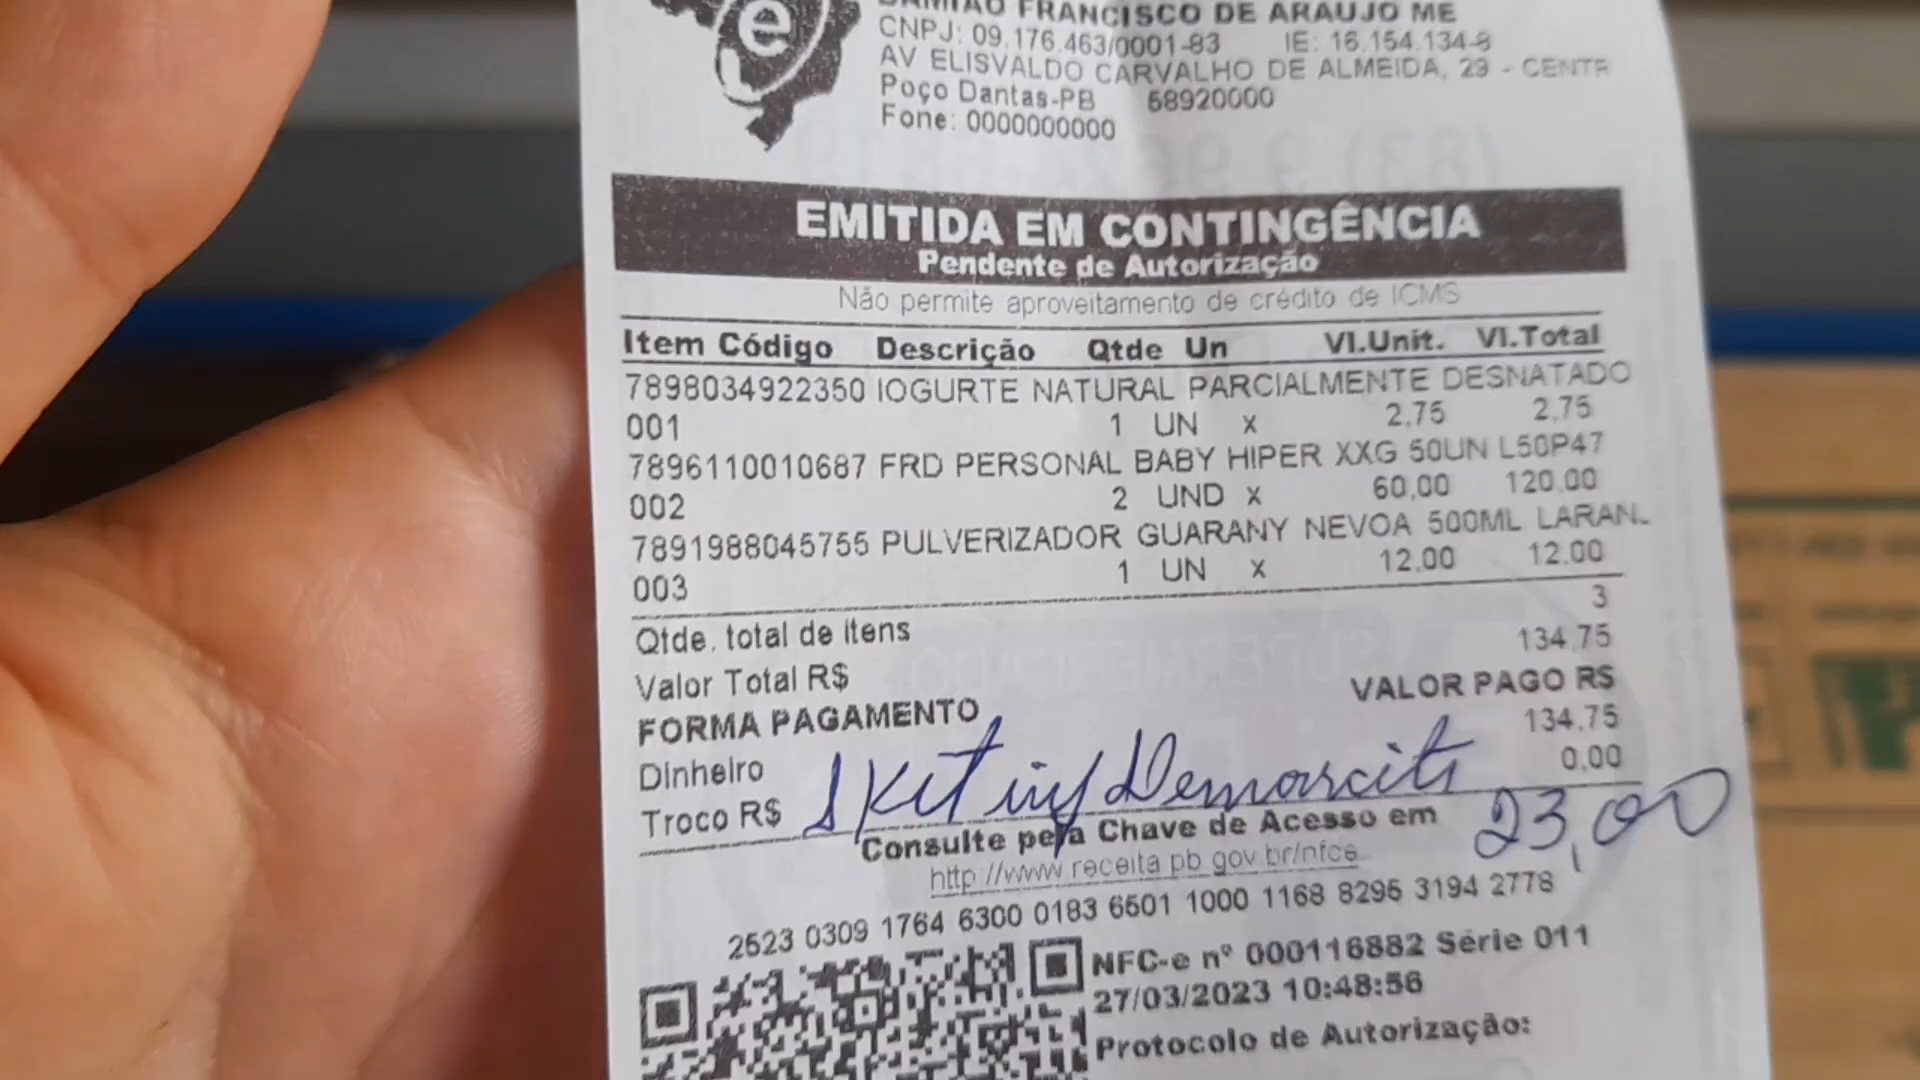 e
DAMIAO FRANCISCO DE ARAUJO ME
CNPJ: 09.176.463/0001-83 IE: 16.154.134-8
AV ELISVALDO CARVALHO DE ALMEIDA, 29 - CENTR
Poço Dantas-PB 58920000
Fone: 0000000000
EMITIDA EM CONTINGÊNCIA
Pendente de Autorização
Não permite aproveitamento de crédito de ICMS
Item Código Descrição Qtde Un Vl.Unit. Vl.Total
7898034922350 IOGURTE NATURAL PARCIALMENTE DESNATADO
001 1 UN x 2,75 2,75
7896110010687 FRD PERSONAL BABY HIPER XXG 50UN L50P47
002 2 UND x 60,00 120,00
7891988045755 PULVERIZADOR GUARANY NEVOA 500ML LARAN
003 1 UN x 12,00 12,00
Qtde. total de Itens 3
Valor Total R$ 134,75
FORMA PAGAMENTO VALOR PAGO R$
Dinheiro 134,75
Troco R$ 0,00
23,00
Consulte pela Chave de Acesso em
http://www.receita.pb.gov.br/nfce
2523 0309 1764 6300 0183 6501 1000 1168 8295 3194 2778
NFC-e nº 000116882 Série 011
27/03/2023 10:48:56
Protocolo de Autorização: